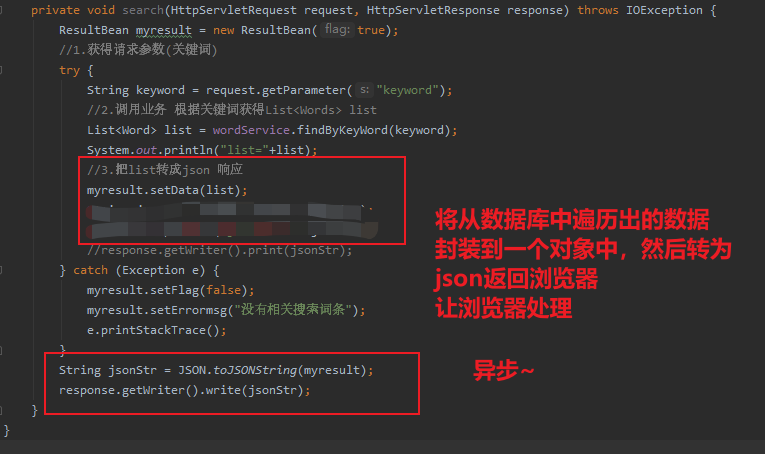 private void search(HttpServletRequest request, HttpServletResponse response) throws IOException {
ResultBean myresult = new ResultBean( flag: true);
//1.获得请求参数(关键词)
try {
String keyword = request.getParameter( s: "keyword");
//2.调用业务 根据关键词获得List<Words> list
List<Word> list = wordService.findByKeyWord(keyword);
System.out.println("list="+list);
//3.把list转成json 响应
myresult.setData(list);
//response.getWriter().print(jsonStr);
} catch (Exception e) {
myresult.setFlag(false);
myresult.setErrormsg("没有相关搜索词条");
e.printStackTrace();
}
String jsonStr = JSON.toJSONString(myresult);
response.getWriter().write(jsonStr);
}
}
将从数据库中遍历出的数据
封装到一个对象中，然后转为
json返回浏览器
让浏览器处理
异步~